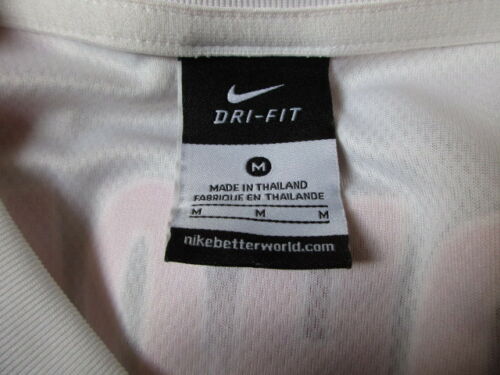 DRI-FIT
M
MADE IN THAILAND
FABRIQUE EN THAILANDE
M M M
nikebetterworld.com